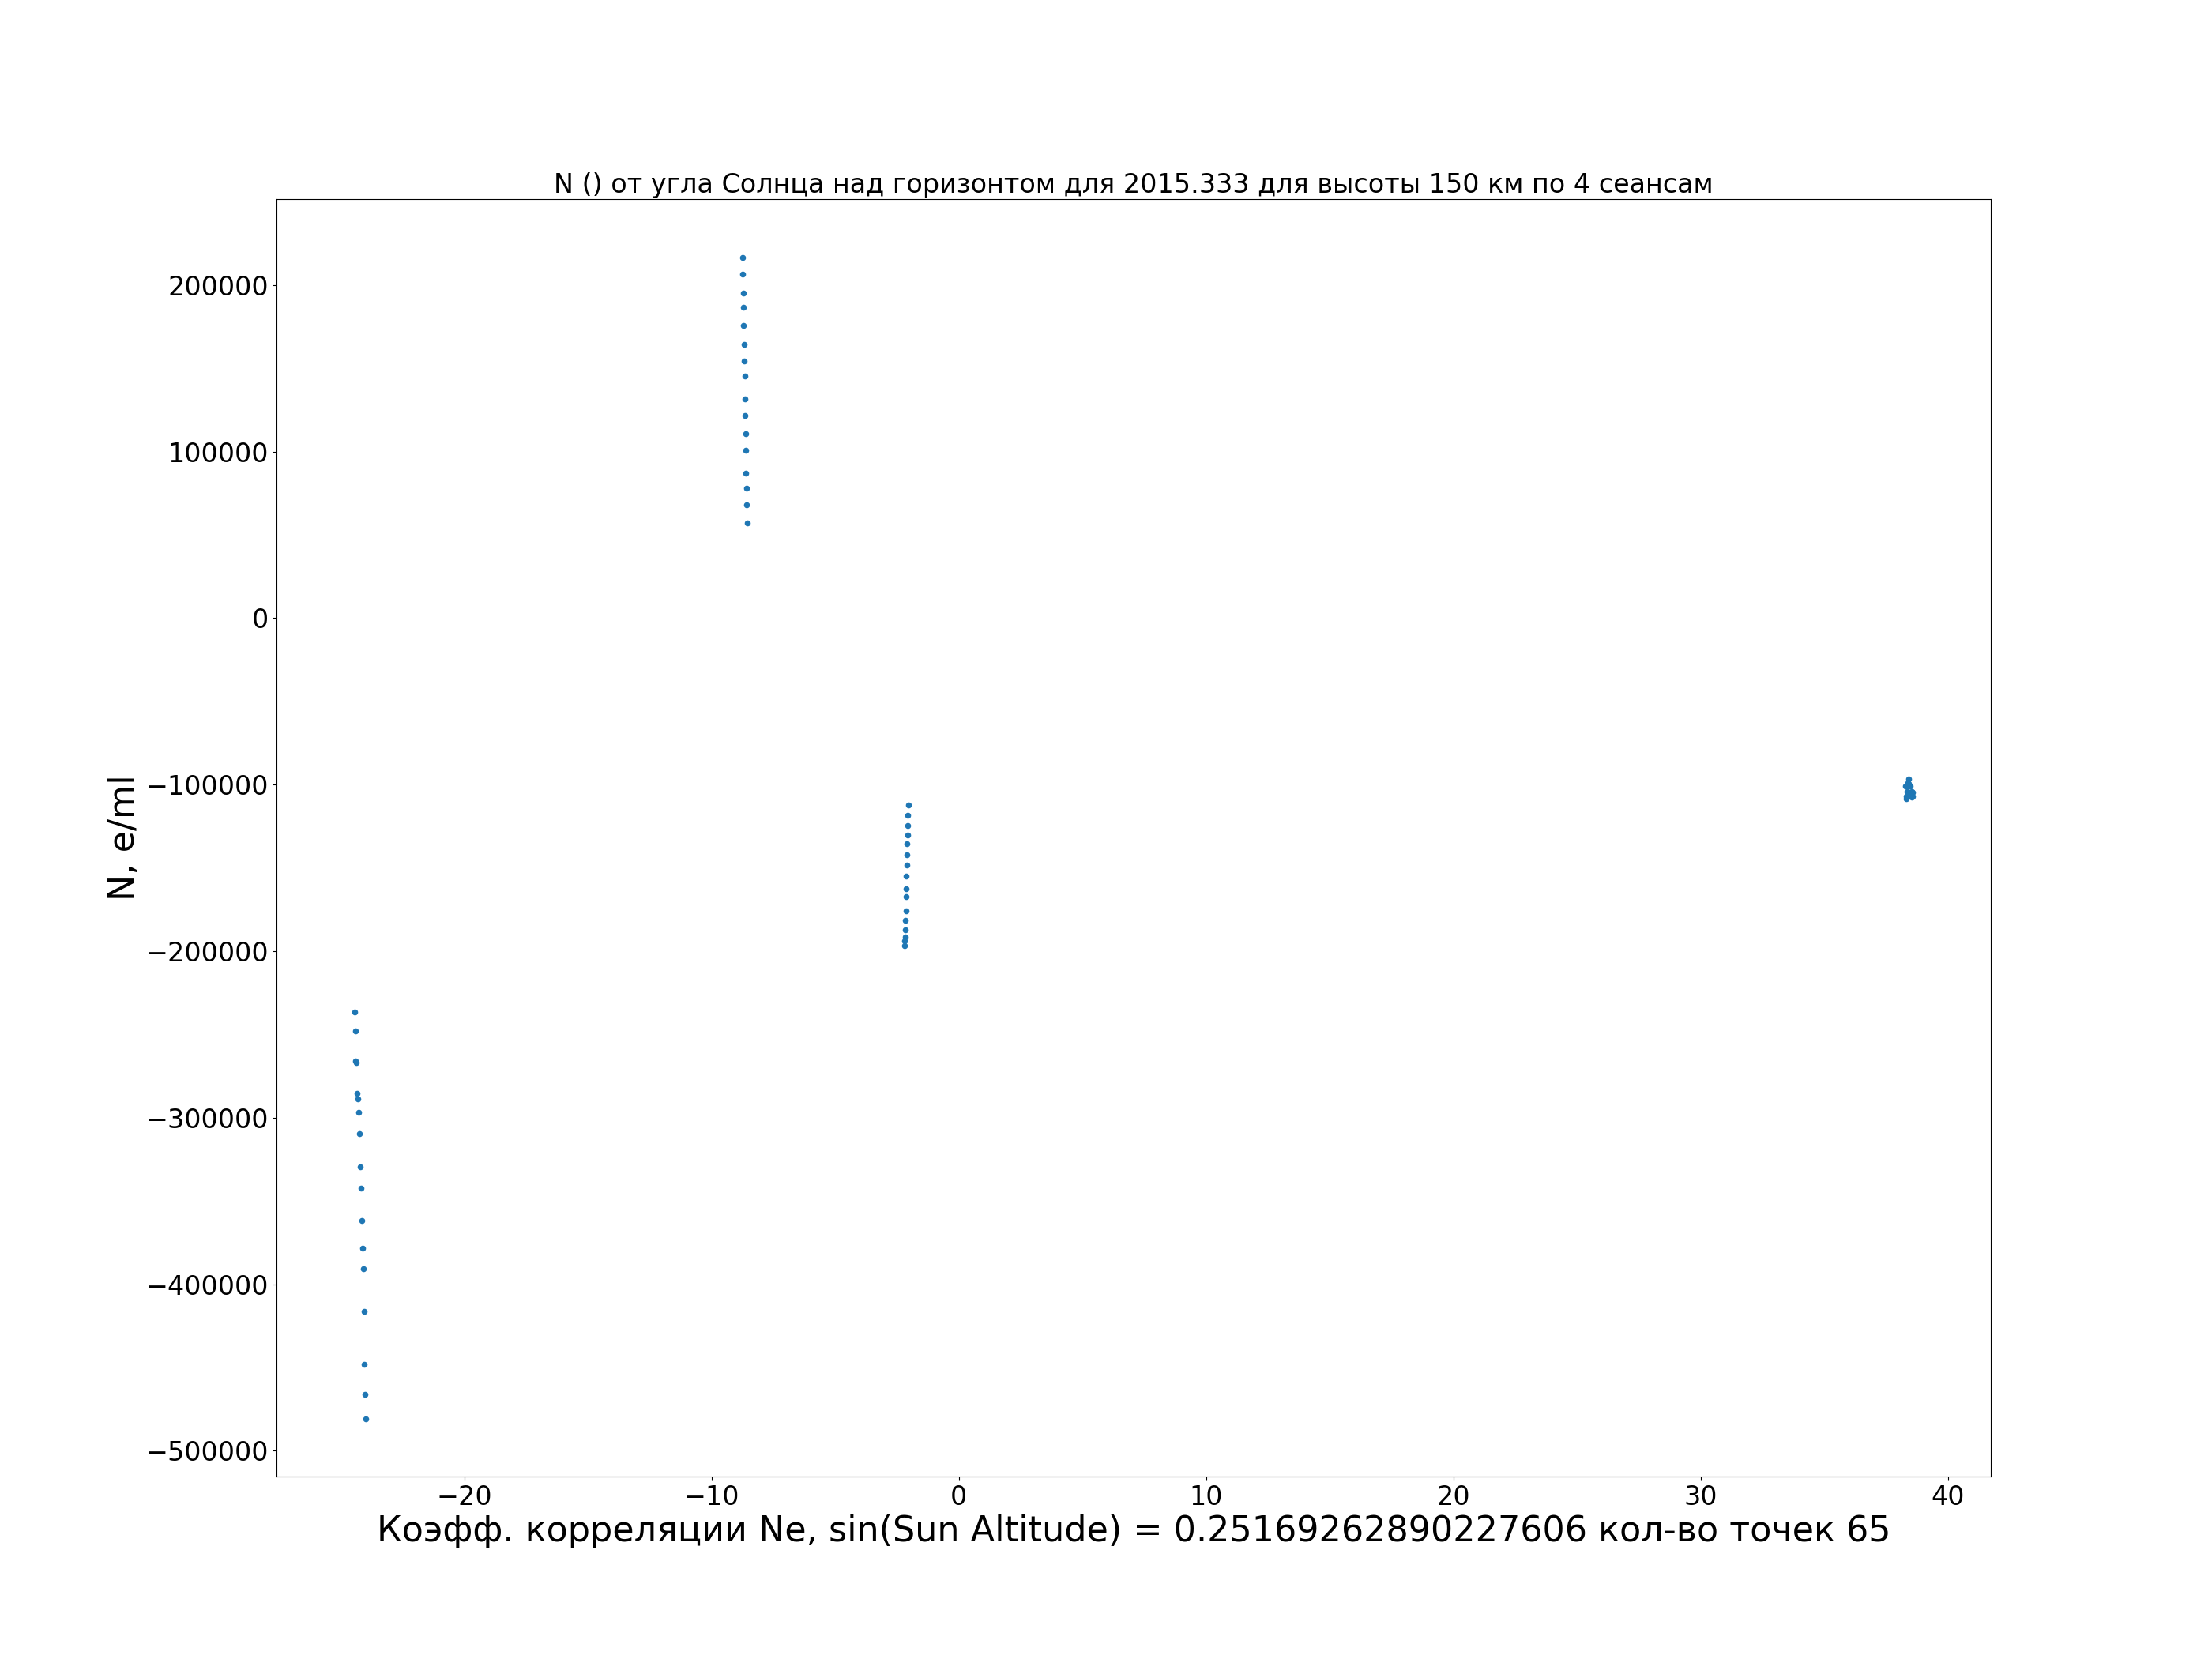 N () от угла Солнца над горизонтом для 2015.333 для высоты 150 км по 4 сеансам
200000
100000
0
−100000
−200000
−300000
−400000
−500000
N, e/ml
−20 −10 0 10 20 30 40
Коэфф. корреляции Ne, sin(Sun Altitude) = 0.25169262890227606 кол-во точек 65